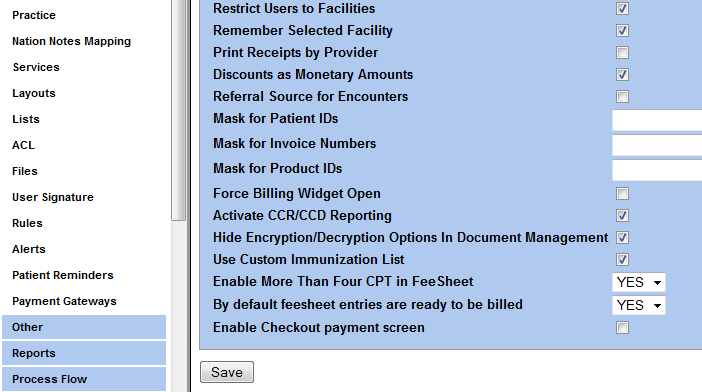 Practice
Nation Notes Mapping
Services
Layouts
Lists
ACL
Files
User Signature
Rules
Alerts
Patient Reminders
Payment Gateways
Other
Reports
Process Flow
Restrict Users to Facilities
Remember Selected Facility
Print Receipts by Provider
Discounts as Monetary Amounts
Referral Source for Encounters
Mask for Patient IDs
Mask for Invoice Numbers
Mask for Product IDs
Force Billing Widget Open
Activate CCR/CCD Reporting
Hide Encryption/Decryption Options In Document Management
Use Custom Immunization List
Enable More Than Four CPT in FeeSheet YES
By default feesheet entries are ready to be billed YES
Enable Checkout payment screen
Save